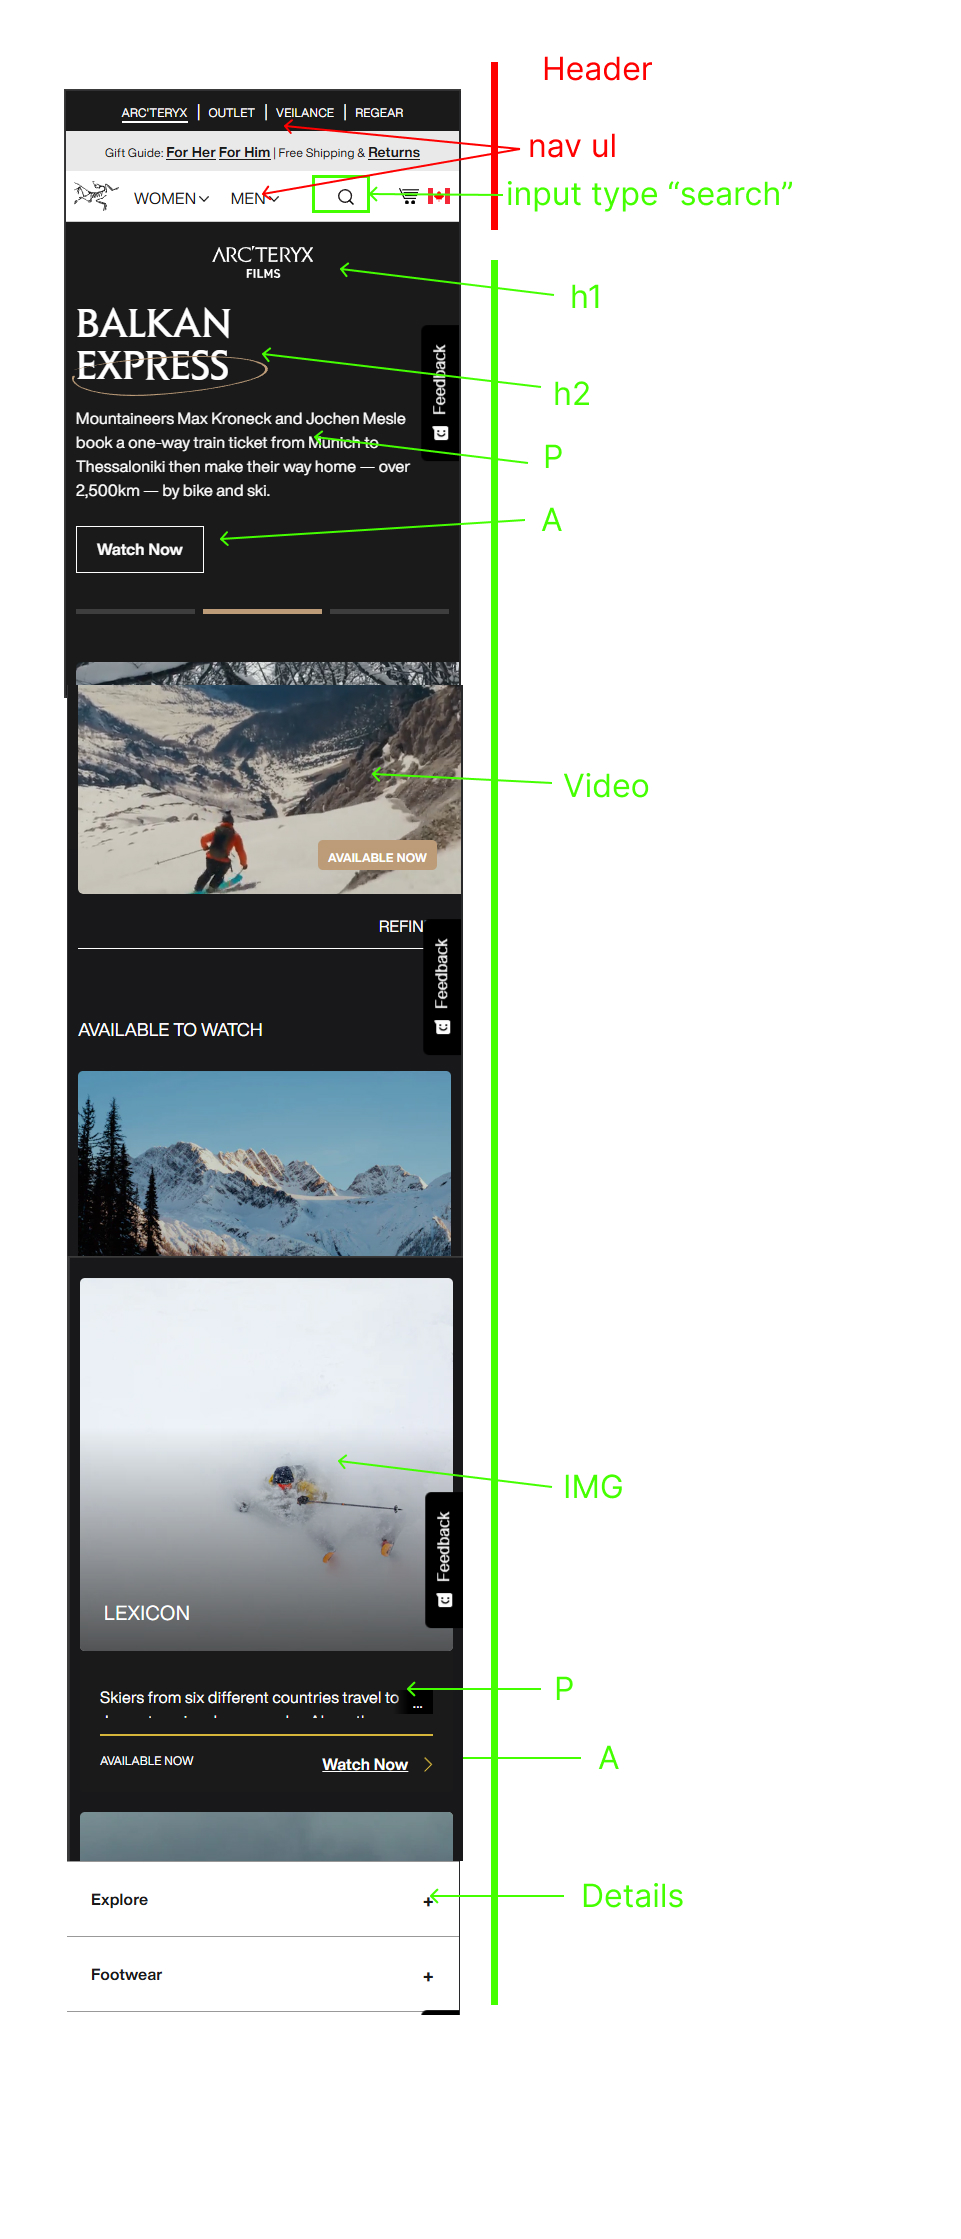 Header
ARC'TERYX | OUTLET | VEILANCE | REGEAR
nav ul
Gift Guide: For Her For Him | Free Shipping & Returns
input type “search”
WOMEN MEN
ARC'TERYX
FILMS
h1
BALKAN
EXPRESS
h2
Feedback
Mountaineers Max Kroneck and Jochen Mesle
book a one-way train ticket from Munich to
Thessaloniki then make their way home — over
2,500km — by bike and ski.
P
A
Watch Now
Video
AVAILABLE NOW
REFIN
Feedback
AVAILABLE TO WATCH
IMG
Feedback
LEXICON
P
Skiers from six different countries travel to
...
A
AVAILABLE NOW
Watch Now
Details
Explore +
Footwear +